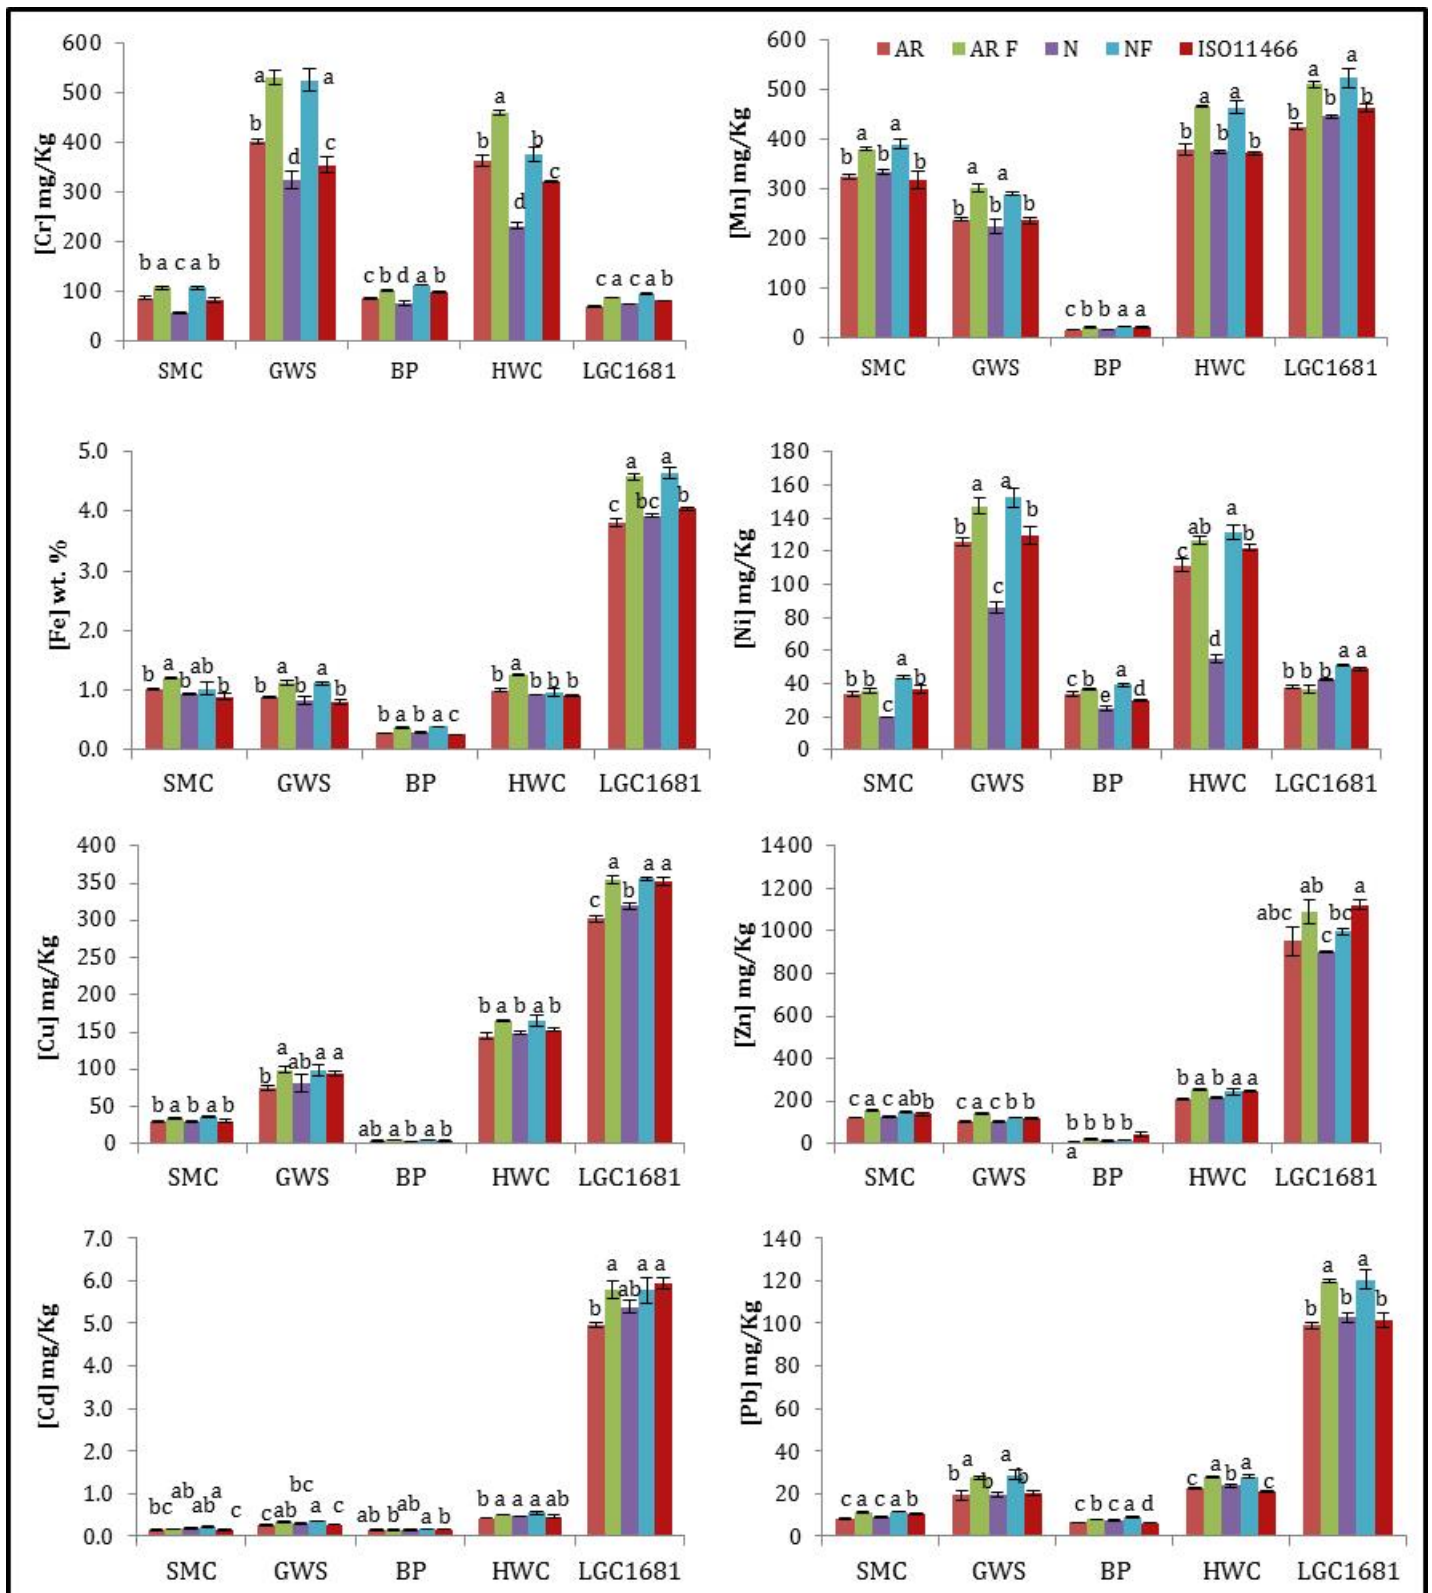 [Cr] mg/Kg
600
500
400
300
200
100
0
b a c a b
b
a
d
a
c
c b d a b
b
a
d
b
c
c a c a b
SMC GWS BP HWC LGC1681
[Mn] mg/Kg
AR AR F N NF ISO11466
600
500
400
300
200
100
0
b
a
b
a
b
b
a
b
a
b
c b b a a
b
a
b
a
b
b
a
b
a
b
SMC GWS BP HWC LGC1681
[Fe] wt. %
5.0
4.0
3.0
2.0
1.0
0.0
b
a
b
ab
b
b
a
b
a
b
b a b a c
b
a
b b b
c
a
bc
a
b
SMC GWS BP HWC LGC1681
[Ni] mg/Kg
180
160
140
120
100
80
60
40
20
0
b b
c
a
b
b
a
c
a
b
c b
e
a
d
c
ab
d
a
b
b b b
a a
SMC GWS BP HWC LGC1681
[Cu] mg/Kg
400
350
300
250
200
150
100
50
0
b a b a b
b
a
ab
a a
ab a b a ab
b a b a b
c
a
b
a a
SMC GWS BP HWC LGC1681
[Zn] mg/Kg
1400
1200
1000
800
600
400
200
0
c a c ab b
c a c b b
b b b b
a
b a b a a
abc
ab
c
bc
a
SMC GWS BP HWC LGC1681
[Cd] mg/Kg
7.0
6.0
5.0
4.0
3.0
2.0
1.0
0.0
bc
ab
ab
a
c
c
ab
bc
a
c
ab b ab a b
b a a a ab
b
a
ab
a a
SMC GWS BP HWC LGC1681
[Pb] mg/Kg
140
120
100
80
60
40
20
0
c a c a b
b
a
b
a
b
c b c a d
c
a
b
a
c
b
a
b
a
b
SMC GWS BP HWC LGC1681